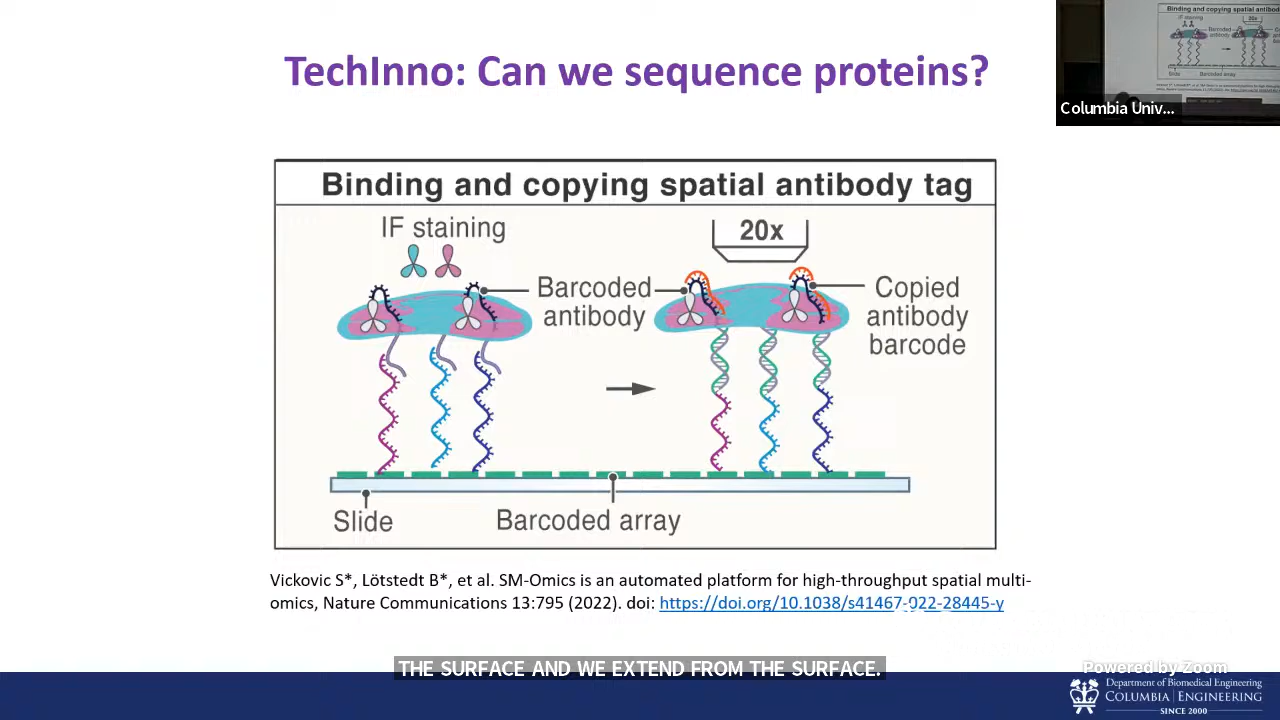 TechInno: Can we sequence proteins?
Columbia Univ...
Binding and copying spatial antibody tag
IF staining
20x
Barcoded
antibody
Copied
antibody
barcode
Slide
Barcoded array
Vickovic S*, Lötstedt B*, et al. SM-Omics is an automated platform for high-throughput spatial multi-
omics, Nature Communications 13:795 (2022). doi: https://doi.org/10.1038/s41467-022-28445-y
THE SURFACE AND WE EXTEND FROM THE SURFACE.
Powered by Zoom
Department of Biomedical Engineering
COLUMBIA | ENGINEERING
SINCE 2000